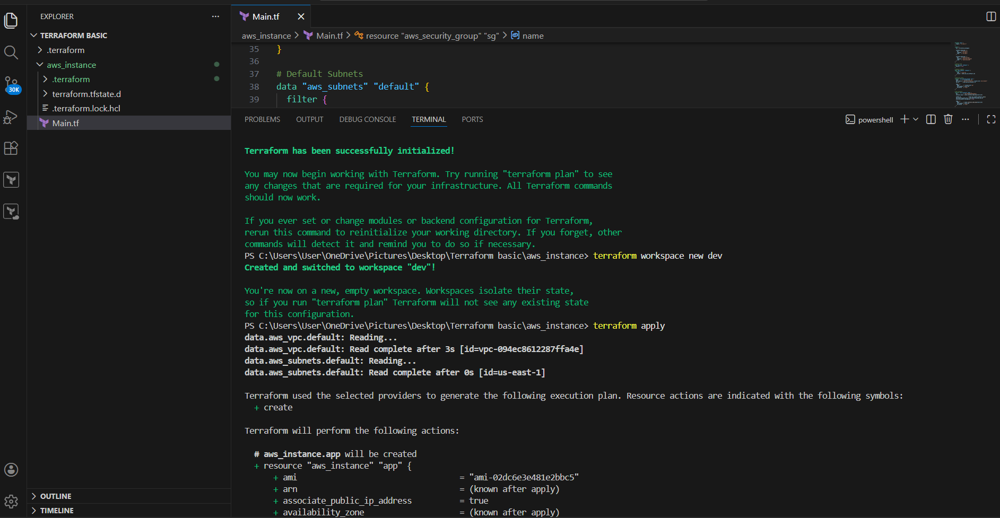 EXPLORER
TERRAFORM BASIC
.terraform
aws_instance
.terraform
terraform.tfstate.d
.terraform.lock.hcl
Main.tf
30K
OUTLINE
TIMELINE
Main.tf
aws_instance > Main.tf > resource "aws_security_group" "sg" > name
35 }
36
37 # Default Subnets
38 data "aws_subnets" "default" {
39 filter {
PROBLEMS OUTPUT DEBUG CONSOLE TERMINAL PORTS
powershell
Terraform has been successfully initialized!
You may now begin working with Terraform. Try running "terraform plan" to see
any changes that are required for your infrastructure. All Terraform commands
should now work.
If you ever set or change modules or backend configuration for Terraform,
rerun this command to reinitialize your working directory. If you forget, other
commands will detect it and remind you to do so if necessary.
PS C:\Users\User\OneDrive\Pictures\Desktop\Terraform basic\aws_instance> terraform workspace new dev
Created and switched to workspace "dev"!
You're now on a new, empty workspace. Workspaces isolate their state,
so if you run "terraform plan" Terraform will not see any existing state
for this configuration.
PS C:\Users\User\OneDrive\Pictures\Desktop\Terraform basic\aws_instance> terraform apply
data.aws_vpc.default: Reading...
data.aws_vpc.default: Read complete after 3s [id=vpc-094ec8612287ffa4e]
data.aws_subnets.default: Reading...
data.aws_subnets.default: Read complete after 0s [id=us-east-1]
Terraform used the selected providers to generate the following execution plan. Resource actions are indicated with the following symbols:
+ create
Terraform will perform the following actions:
# aws_instance.app will be created
+ resource "aws_instance" "app" {
+ ami = "ami-02dc6e3e481e2bbc5"
+ arn = (known after apply)
+ associate_public_ip_address = true
+ availability_zone = (known after apply)